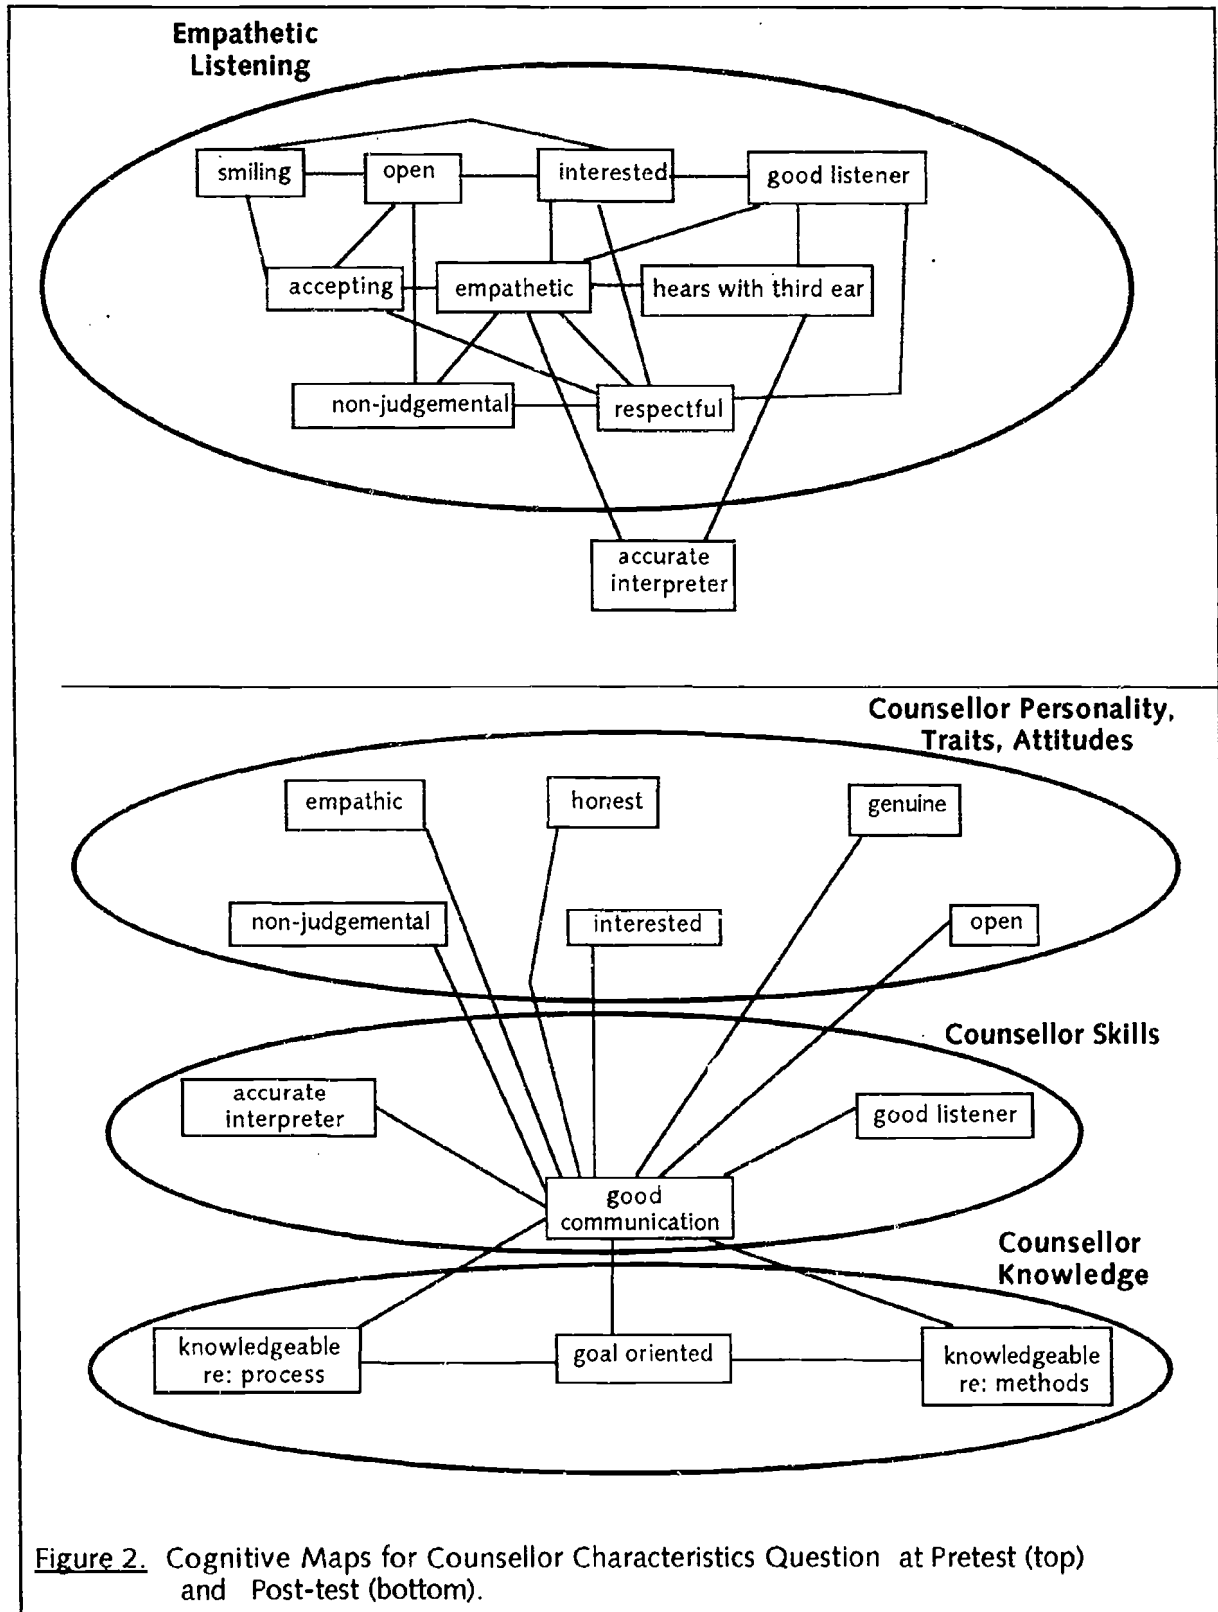 Empathetic
Listening
smiling
open
interested
good listener
accepting
empathetic
hears with third ear
non-judgemental
respectful
accurate
interpreter
Counsellor Personality,
Traits, Attitudes
empathic
honest
genuine
non-judgemental
interested
open
Counsellor Skills
accurate
interpreter
good listener
good
communication
Counsellor
Knowledge
knowledgeable
re: process
goal oriented
knowledgeable
re: methods
Figure 2. Cognitive Maps for Counsellor Characteristics Question at Pretest (top)
and Post-test (bottom).